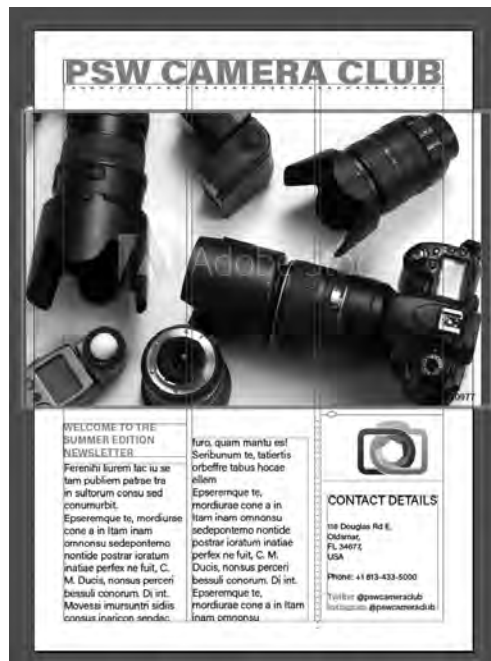 PSW CAMERA CLUB
Adobe
WELCOME TO THE
SUMMER EDITION
NEWSLETTER
Ferenihi liurem fac iu se
tam publiem patrae tra
in sultorum consu sed
conumurbit.
Epseremque te, mordiurae
cone a in Itam inam
omnonsu sedepontemo
nontide postrar ioratum
inatiae perfex ne fuit, C.
M. Ducis, nonsus perceri
bessuli conorum. Di int.
Movessi imursuntri sidiis
consus inaricon sendac
furo, quam mantu es!
Seribunum te, tatiertis
orbeffre tabus hocae
ellem
Epseremque te,
mordiurae cone a in
Itam inam omnonsu
sedepontemo nontide
postrar ioratum inatiae
perfex ne fuit, C. M.
Ducis, nonsus perceri
bessuli conorum. Di int.
Epseremque te,
mordiurae cone a in Itam
inam omnonsu
CONTACT DETAILS
118 Douglas Rd E,
Oldsmar,
FL 34677,
USA
Phone: +1 813-433-5000
Twitter @pswcameraclub
Instagram @pswcameraclub